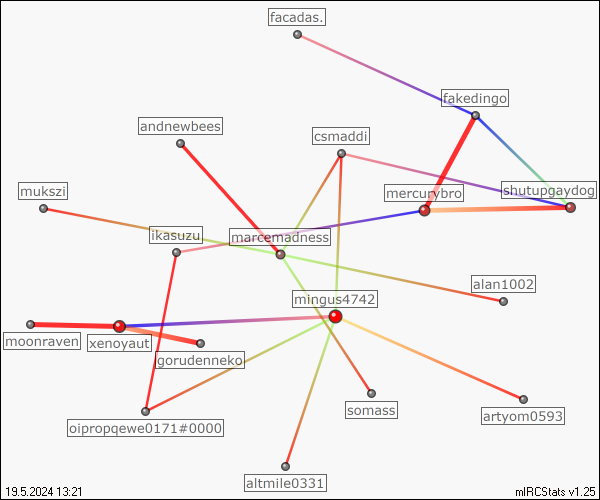 facadas.
fakedingo
andnewbees
csmaddi
mukszi
mercurybro
shutupgaydog
ikasuzu
marcemadness
alan1002
mingus4742
moonraven
xenoyaut
gorudenneko
somass
artyom0593
oipropqewe0171#0000
altmile0331
19.5.2024 13:21
mIRCStats v1.25